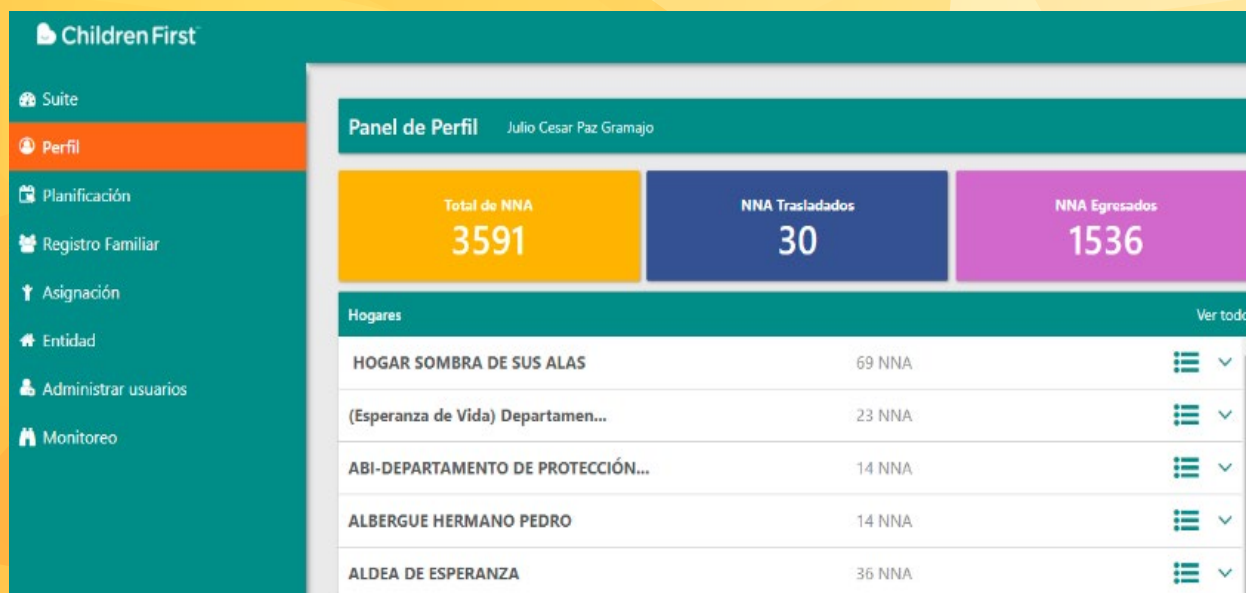 Children First
Suite
Perfil
Planificación
Registro Familiar
Asignación
Entidad
Administrar usuarios
Monitoreo
Panel de Perfil Julio Cesar Paz Gramajo
Total de NNA
3591
NNA Trasladados
30
NNA Egresados
1536
Hogares Ver todo
HOGAR SOMBRA DE SUS ALAS 69 NNA
(Esperanza de Vida) Departamen... 23 NNA
ABI-DEPARTAMENTO DE PROTECCIÓN... 14 NNA
ALBERGUE HERMANO PEDRO 14 NNA
ALDEA DE ESPERANZA 36 NNA